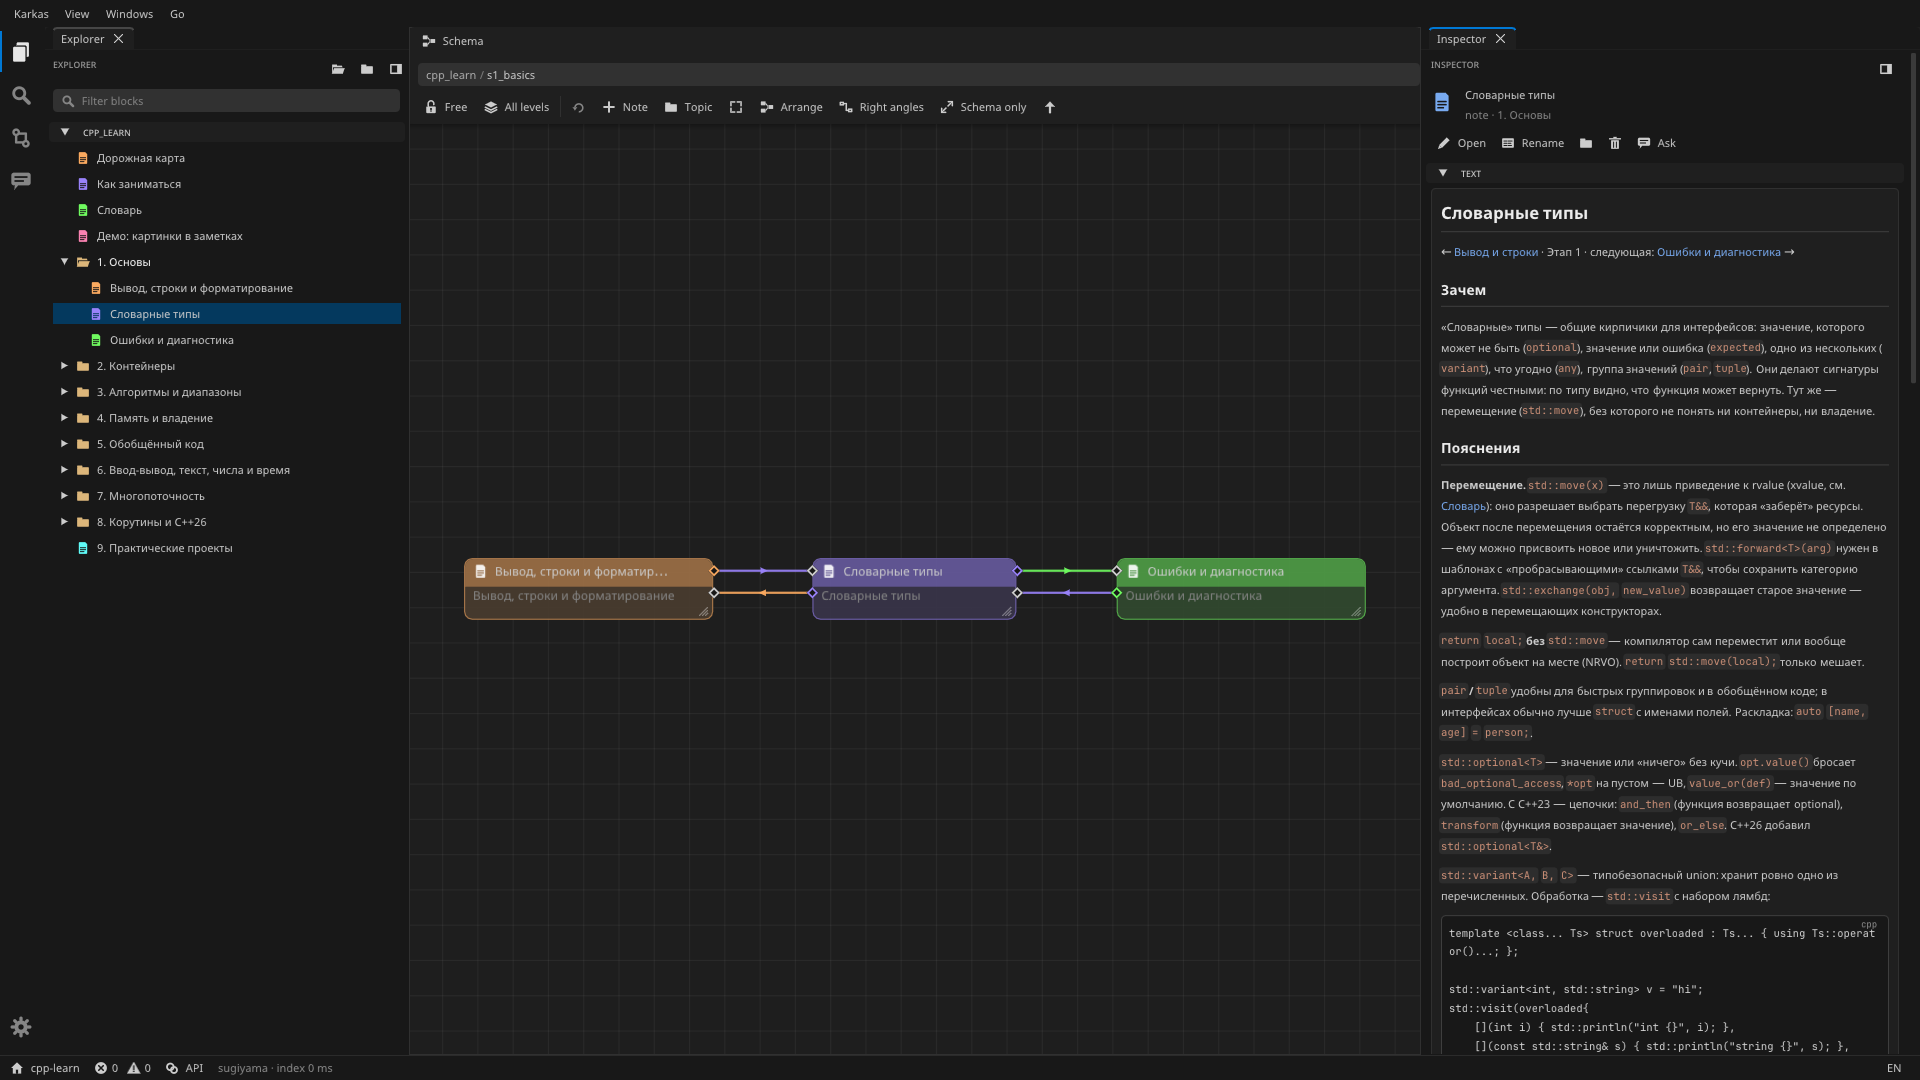 Karkas View Windows Go
Explorer
EXPLORER
Filter blocks
CPP_LEARN
Дорожная карта
Как заниматься
Словарь
Демо: картинки в заметках
1. Основы
Вывод, строки и форматирование
Словарные типы
Ошибки и диагностика
2. Контейнеры
3. Алгоритмы и диапазоны
4. Память и владение
5. Обобщённый код
6. Ввод-вывод, текст, числа и время
7. Многопоточность
8. Корутины и C++26
9. Практические проекты
Schema
cpp_learn / s1_basics
Free All levels Note Topic Arrange Right angles Schema only
Вывод, строки и форматир...
Вывод, строки и форматирование
Словарные типы
Словарные типы
Ошибки и диагностика
Ошибки и диагностика
Inspector
INSPECTOR
Словарные типы
note · 1. Основы
Open Rename Ask
TEXT
Словарные типы
← Вывод и строки · Этап 1 · следующая: Ошибки и диагностика →
Зачем
«Словарные» типы — общие кирпичики для интерфейсов: значение, которого
может не быть (optional), значение или ошибка (expected), одно из нескольких (
variant), что угодно (any), группа значений (pair, tuple). Они делают сигнатуры
функций честными: по типу видно, что функция может вернуть. Тут же —
перемещение (std::move), без которого не понять ни контейнеры, ни владение.
Пояснения
Перемещение. std::move(x) — это лишь приведение к rvalue (xvalue, см.
Словарь): оно разрешает выбрать перегрузку T&&, которая «заберёт» ресурсы.
Объект после перемещения остаётся корректным, но его значение не определено
— ему можно присвоить новое или уничтожить. std::forward<T>(arg) нужен в
шаблонах с «пробрасывающими» ссылками T&&, чтобы сохранить категорию
аргумента. std::exchange(obj, new_value) возвращает старое значение —
удобно в перемещающих конструкторах.
return local; без std::move — компилятор сам переместит или вообще
построит объект на месте (NRVO). return std::move(local); только мешает.
pair / tuple удобны для быстрых группировок и в обобщённом коде; в
интерфейсах обычно лучше struct с именами полей. Раскладка: auto [name,
age] = person;.
std::optional<T> — значение или «ничего» без кучи. opt.value() бросает
bad_optional_access, *opt на пустом — UB, value_or(def) — значение по
умолчанию. С C++23 — цепочки: and_then (функция возвращает optional),
transform (функция возвращает значение), or_else. C++26 добавил
std::optional<T&>.
std::variant<A, B, C> — типобезопасный union: хранит ровно одно из
перечисленных. Обработка — std::visit с набором лямбд:
cpp
template <class... Ts> struct overloaded : Ts... { using Ts::operat
or()...; };
std::variant<int, std::string> v = "hi";
std::visit(overloaded{
[](int i) { std::println("int {}", i); },
[](const std::string& s) { std::println("string {}", s); },
cpp-learn 0 0 API sugiyama · index 0 ms EN